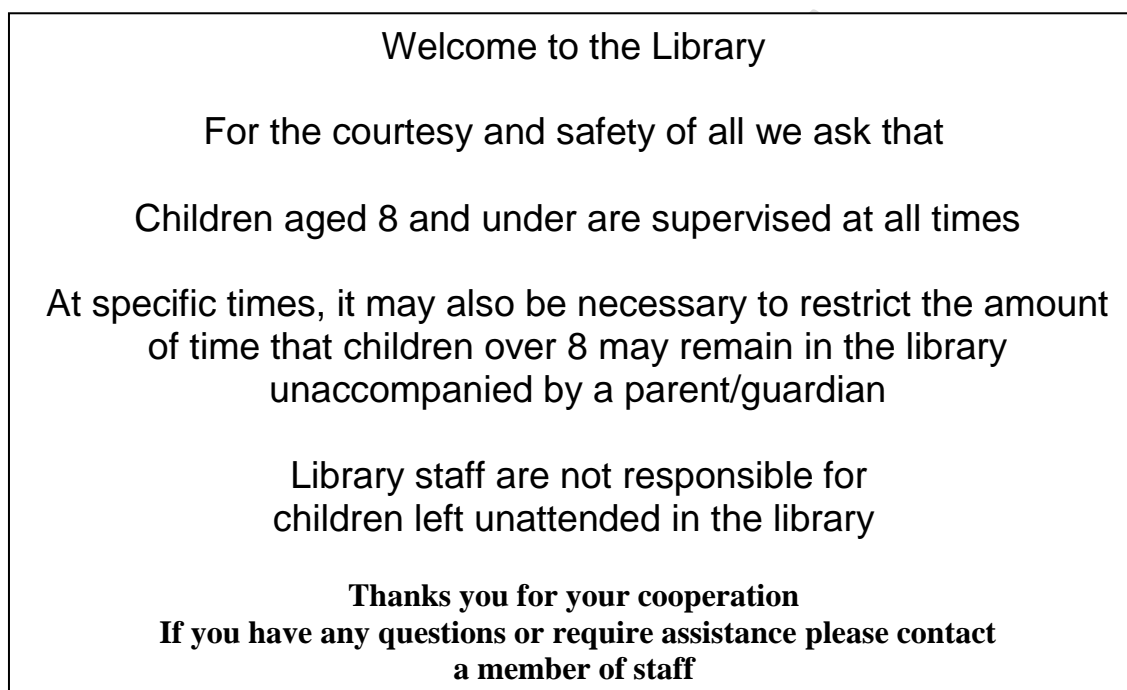 Welcome to the Library
For the courtesy and safety of all we ask that
Children aged 8 and under are supervised at all times
At specific times, it may also be necessary to restrict the amount
of time that children over 8 may remain in the library
unaccompanied by a parent/guardian
Library staff are not responsible for
children left unattended in the library
Thanks you for your cooperation
If you have any questions or require assistance please contact
a member of staff